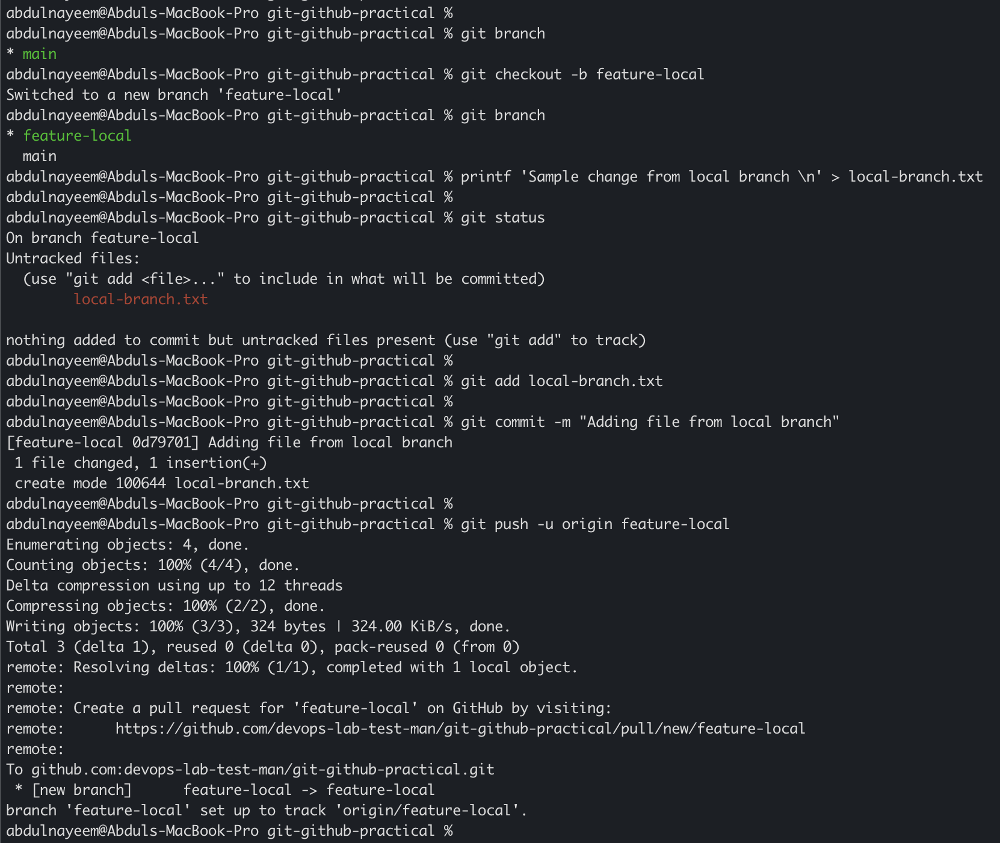 abdulnayeem@Abduls-MacBook-Pro git-github-practical %
abdulnayeem@Abduls-MacBook-Pro git-github-practical % git branch
* main
abdulnayeem@Abduls-MacBook-Pro git-github-practical % git checkout -b feature-local
Switched to a new branch 'feature-local'
abdulnayeem@Abduls-MacBook-Pro git-github-practical % git branch
* feature-local
  main
abdulnayeem@Abduls-MacBook-Pro git-github-practical % printf 'Sample change from local branch \n' > local-branch.txt
abdulnayeem@Abduls-MacBook-Pro git-github-practical %
abdulnayeem@Abduls-MacBook-Pro git-github-practical % git status
On branch feature-local
Untracked files:
  (use "git add <file>..." to include in what will be committed)
        local-branch.txt

nothing added to commit but untracked files present (use "git add" to track)
abdulnayeem@Abduls-MacBook-Pro git-github-practical %
abdulnayeem@Abduls-MacBook-Pro git-github-practical % git add local-branch.txt
abdulnayeem@Abduls-MacBook-Pro git-github-practical %
abdulnayeem@Abduls-MacBook-Pro git-github-practical % git commit -m "Adding file from local branch"
[feature-local 0d79701] Adding file from local branch
 1 file changed, 1 insertion(+)
 create mode 100644 local-branch.txt
abdulnayeem@Abduls-MacBook-Pro git-github-practical %
abdulnayeem@Abduls-MacBook-Pro git-github-practical % git push -u origin feature-local
Enumerating objects: 4, done.
Counting objects: 100% (4/4), done.
Delta compression using up to 12 threads
Compressing objects: 100% (2/2), done.
Writing objects: 100% (3/3), 324 bytes | 324.00 KiB/s, done.
Total 3 (delta 1), reused 0 (delta 0), pack-reused 0 (from 0)
remote: Resolving deltas: 100% (1/1), completed with 1 local object.
remote:
remote: Create a pull request for 'feature-local' on GitHub by visiting:
remote:      https://github.com/devops-lab-test-man/git-github-practical/pull/new/feature-local
remote:
To github.com:devops-lab-test-man/git-github-practical.git
 * [new branch]      feature-local -> feature-local
branch 'feature-local' set up to track 'origin/feature-local'.
abdulnayeem@Abduls-MacBook-Pro git-github-practical %